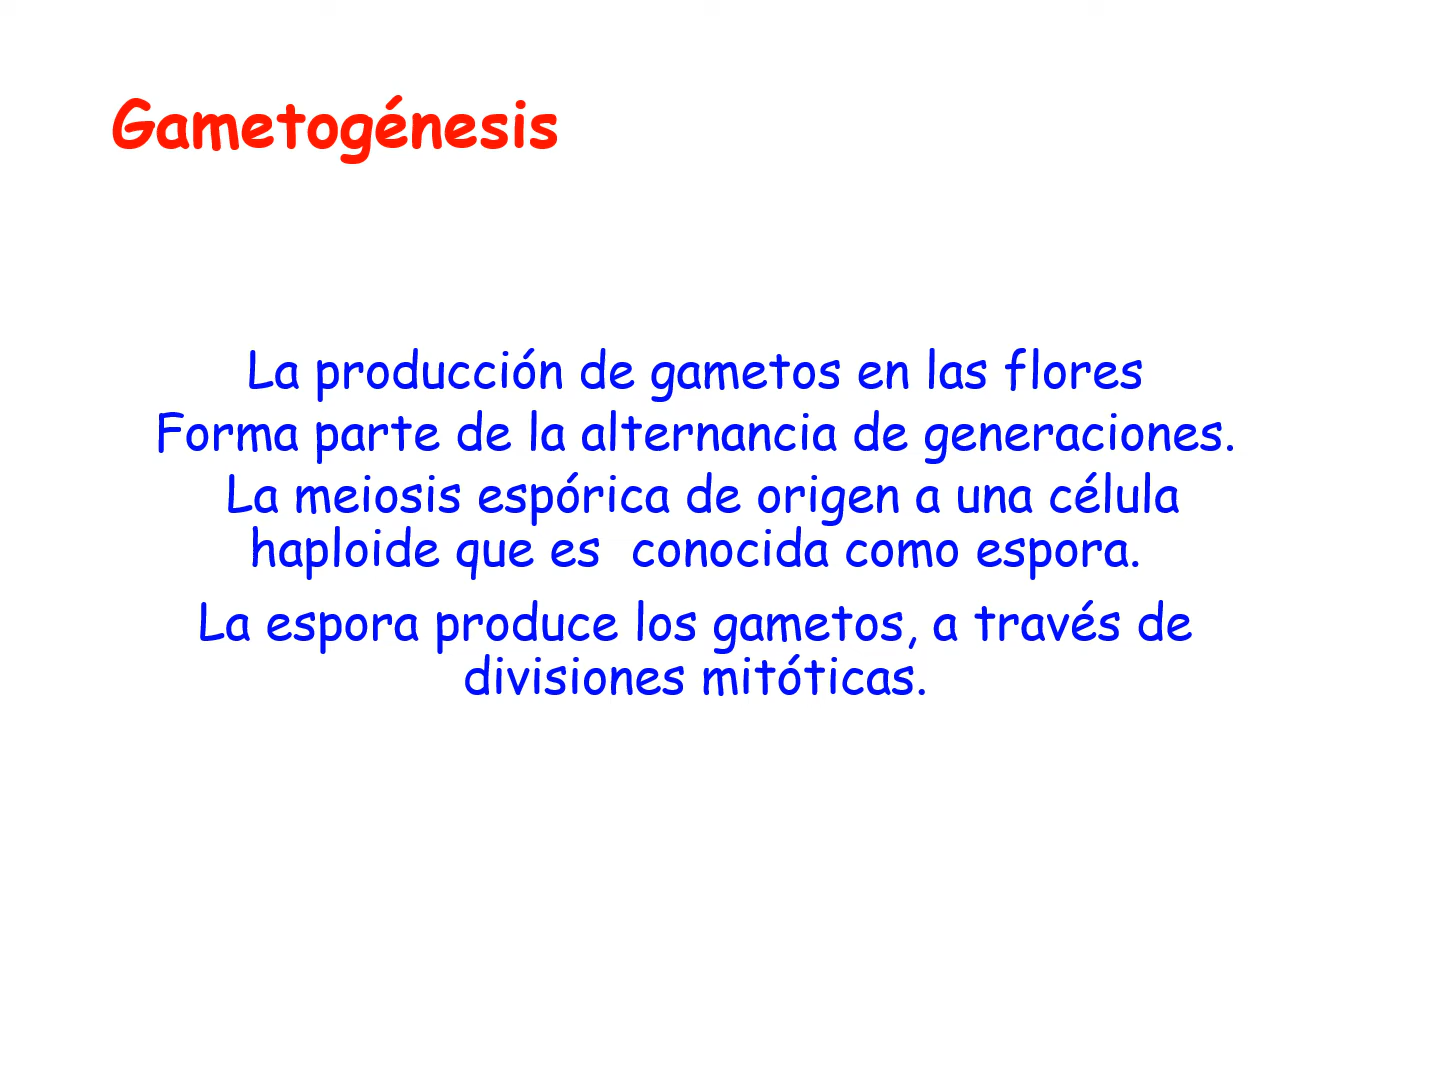 Gametogénesis
La producción de gametos en las flores
Forma parte de la alternancia de generaciones.
La meiosis espórica de origen a una célula
haploide que es  conocida como espora.
La espora produce los gametos, a través de
divisiones mitóticas.